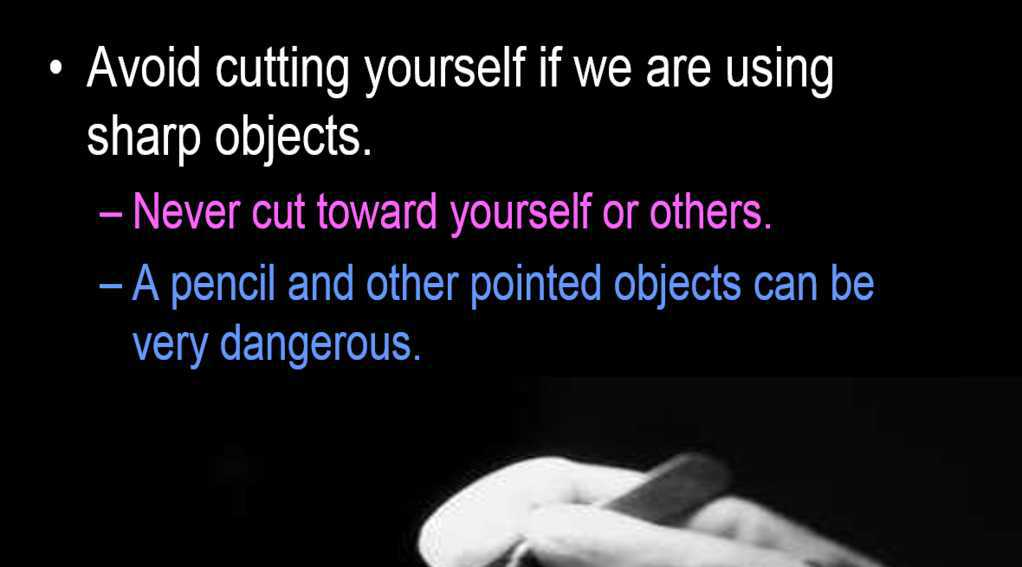 • Avoid cutting yourself if we are using
sharp objects.
– Never cut toward yourself or others.
– A pencil and other pointed objects can be
very dangerous.